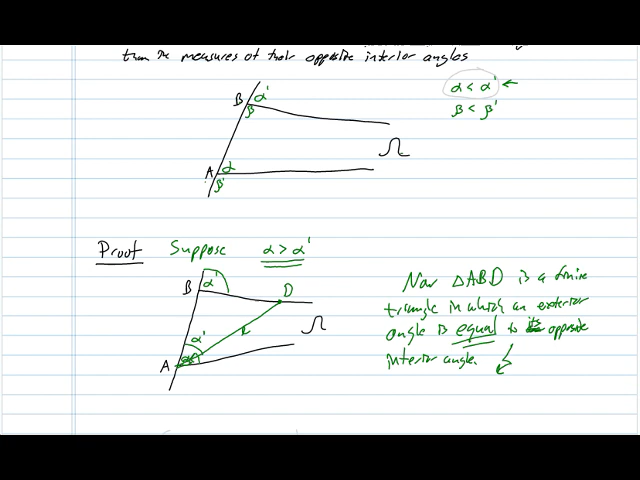 than the measures of their opposite interior angles
α < α' ←
β < β'
B α'
β
Ω
A α
β'
Proof Suppose α > α'
B α D
Ω
α'
A
Now △ABD is a finite
triangle in which an exterior
angle is equal to its opposite
interior angle.